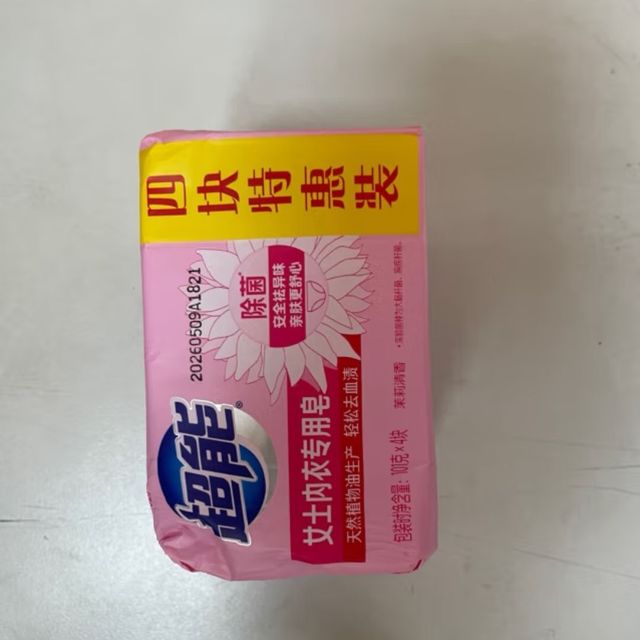 四块特惠装
除菌*
安全祛异味
亲肤更舒心
20260509A1821
超能®
女士内衣专用皂
天然植物油生产 轻松去血渍
包装时净含量：101克×4块 茉莉清香